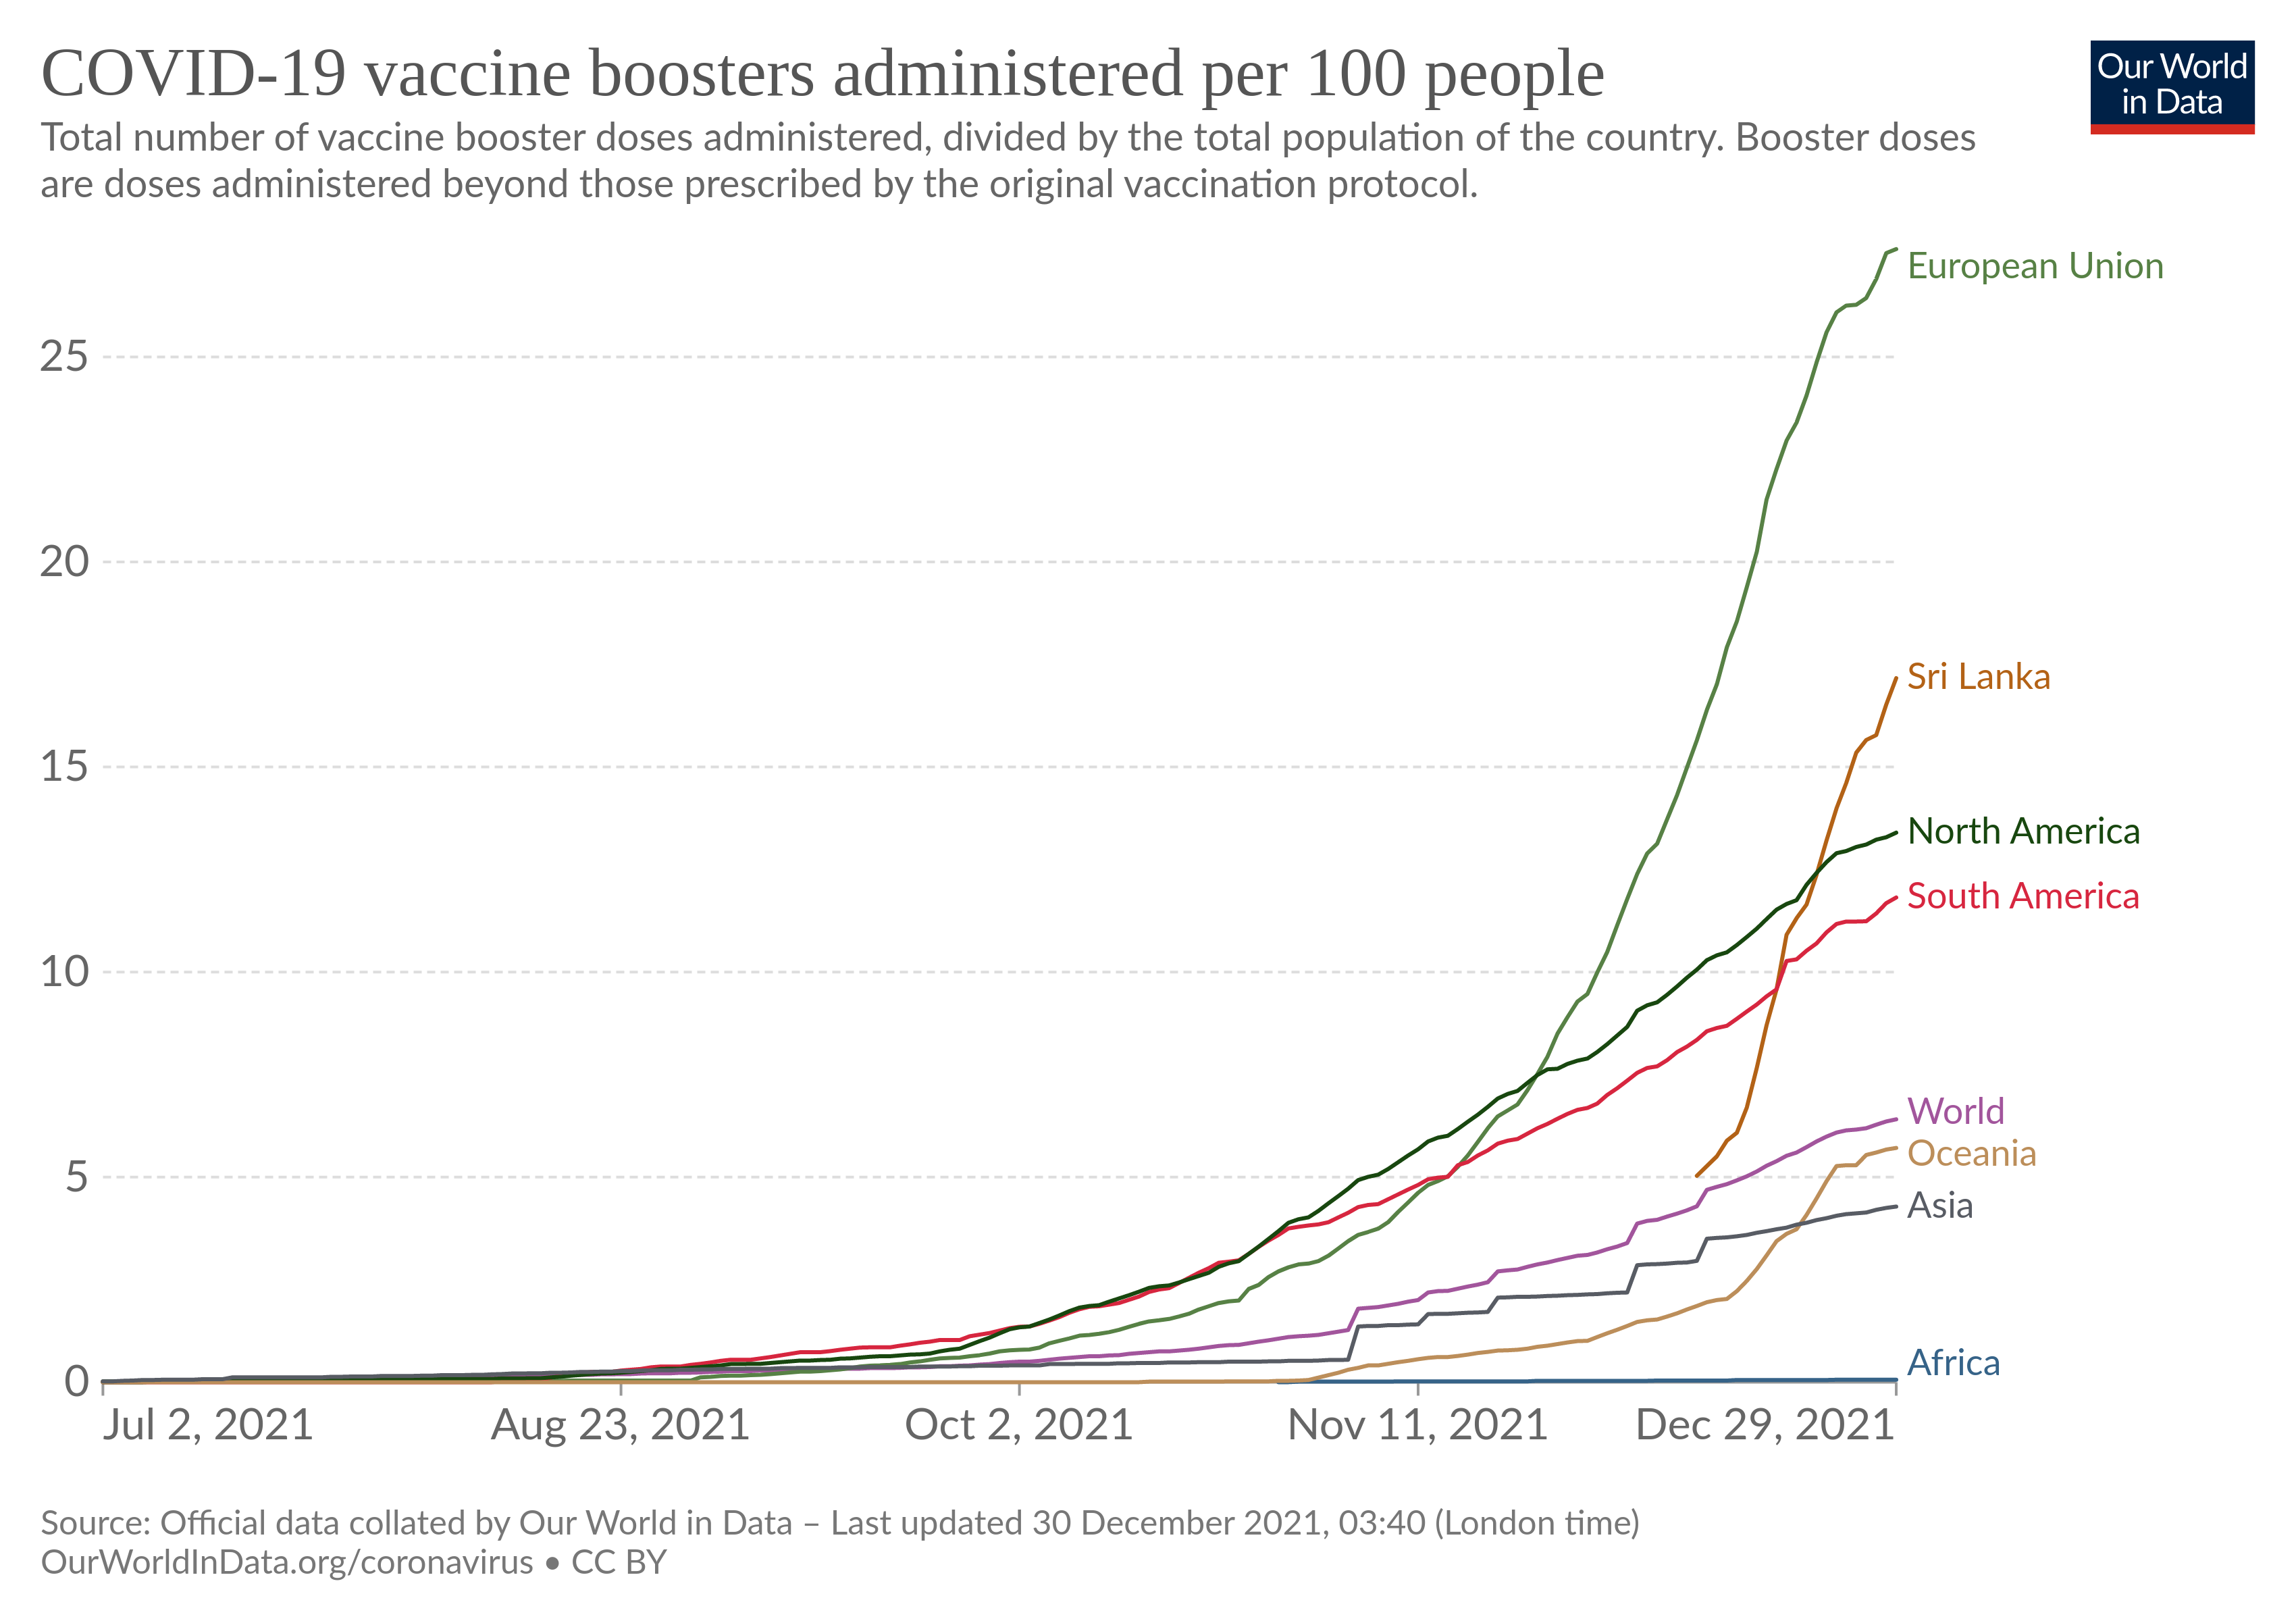 COVID-19 vaccine boosters administered per 100 people
Our World
in Data
Total number of vaccine booster doses administered, divided by the total population of the country. Booster doses
are doses administered beyond those prescribed by the original vaccination protocol.
European Union
25
20
Sri Lanka
15
North America
South America
10
World
Oceania
5
Asia
Africa
0
Jul 2, 2021 Aug 23, 2021 Oct 2, 2021 Nov 11, 2021 Dec 29, 2021
Source: Official data collated by Our World in Data – Last updated 30 December 2021, 03:40 (London time)
OurWorldInData.org/coronavirus • CC BY